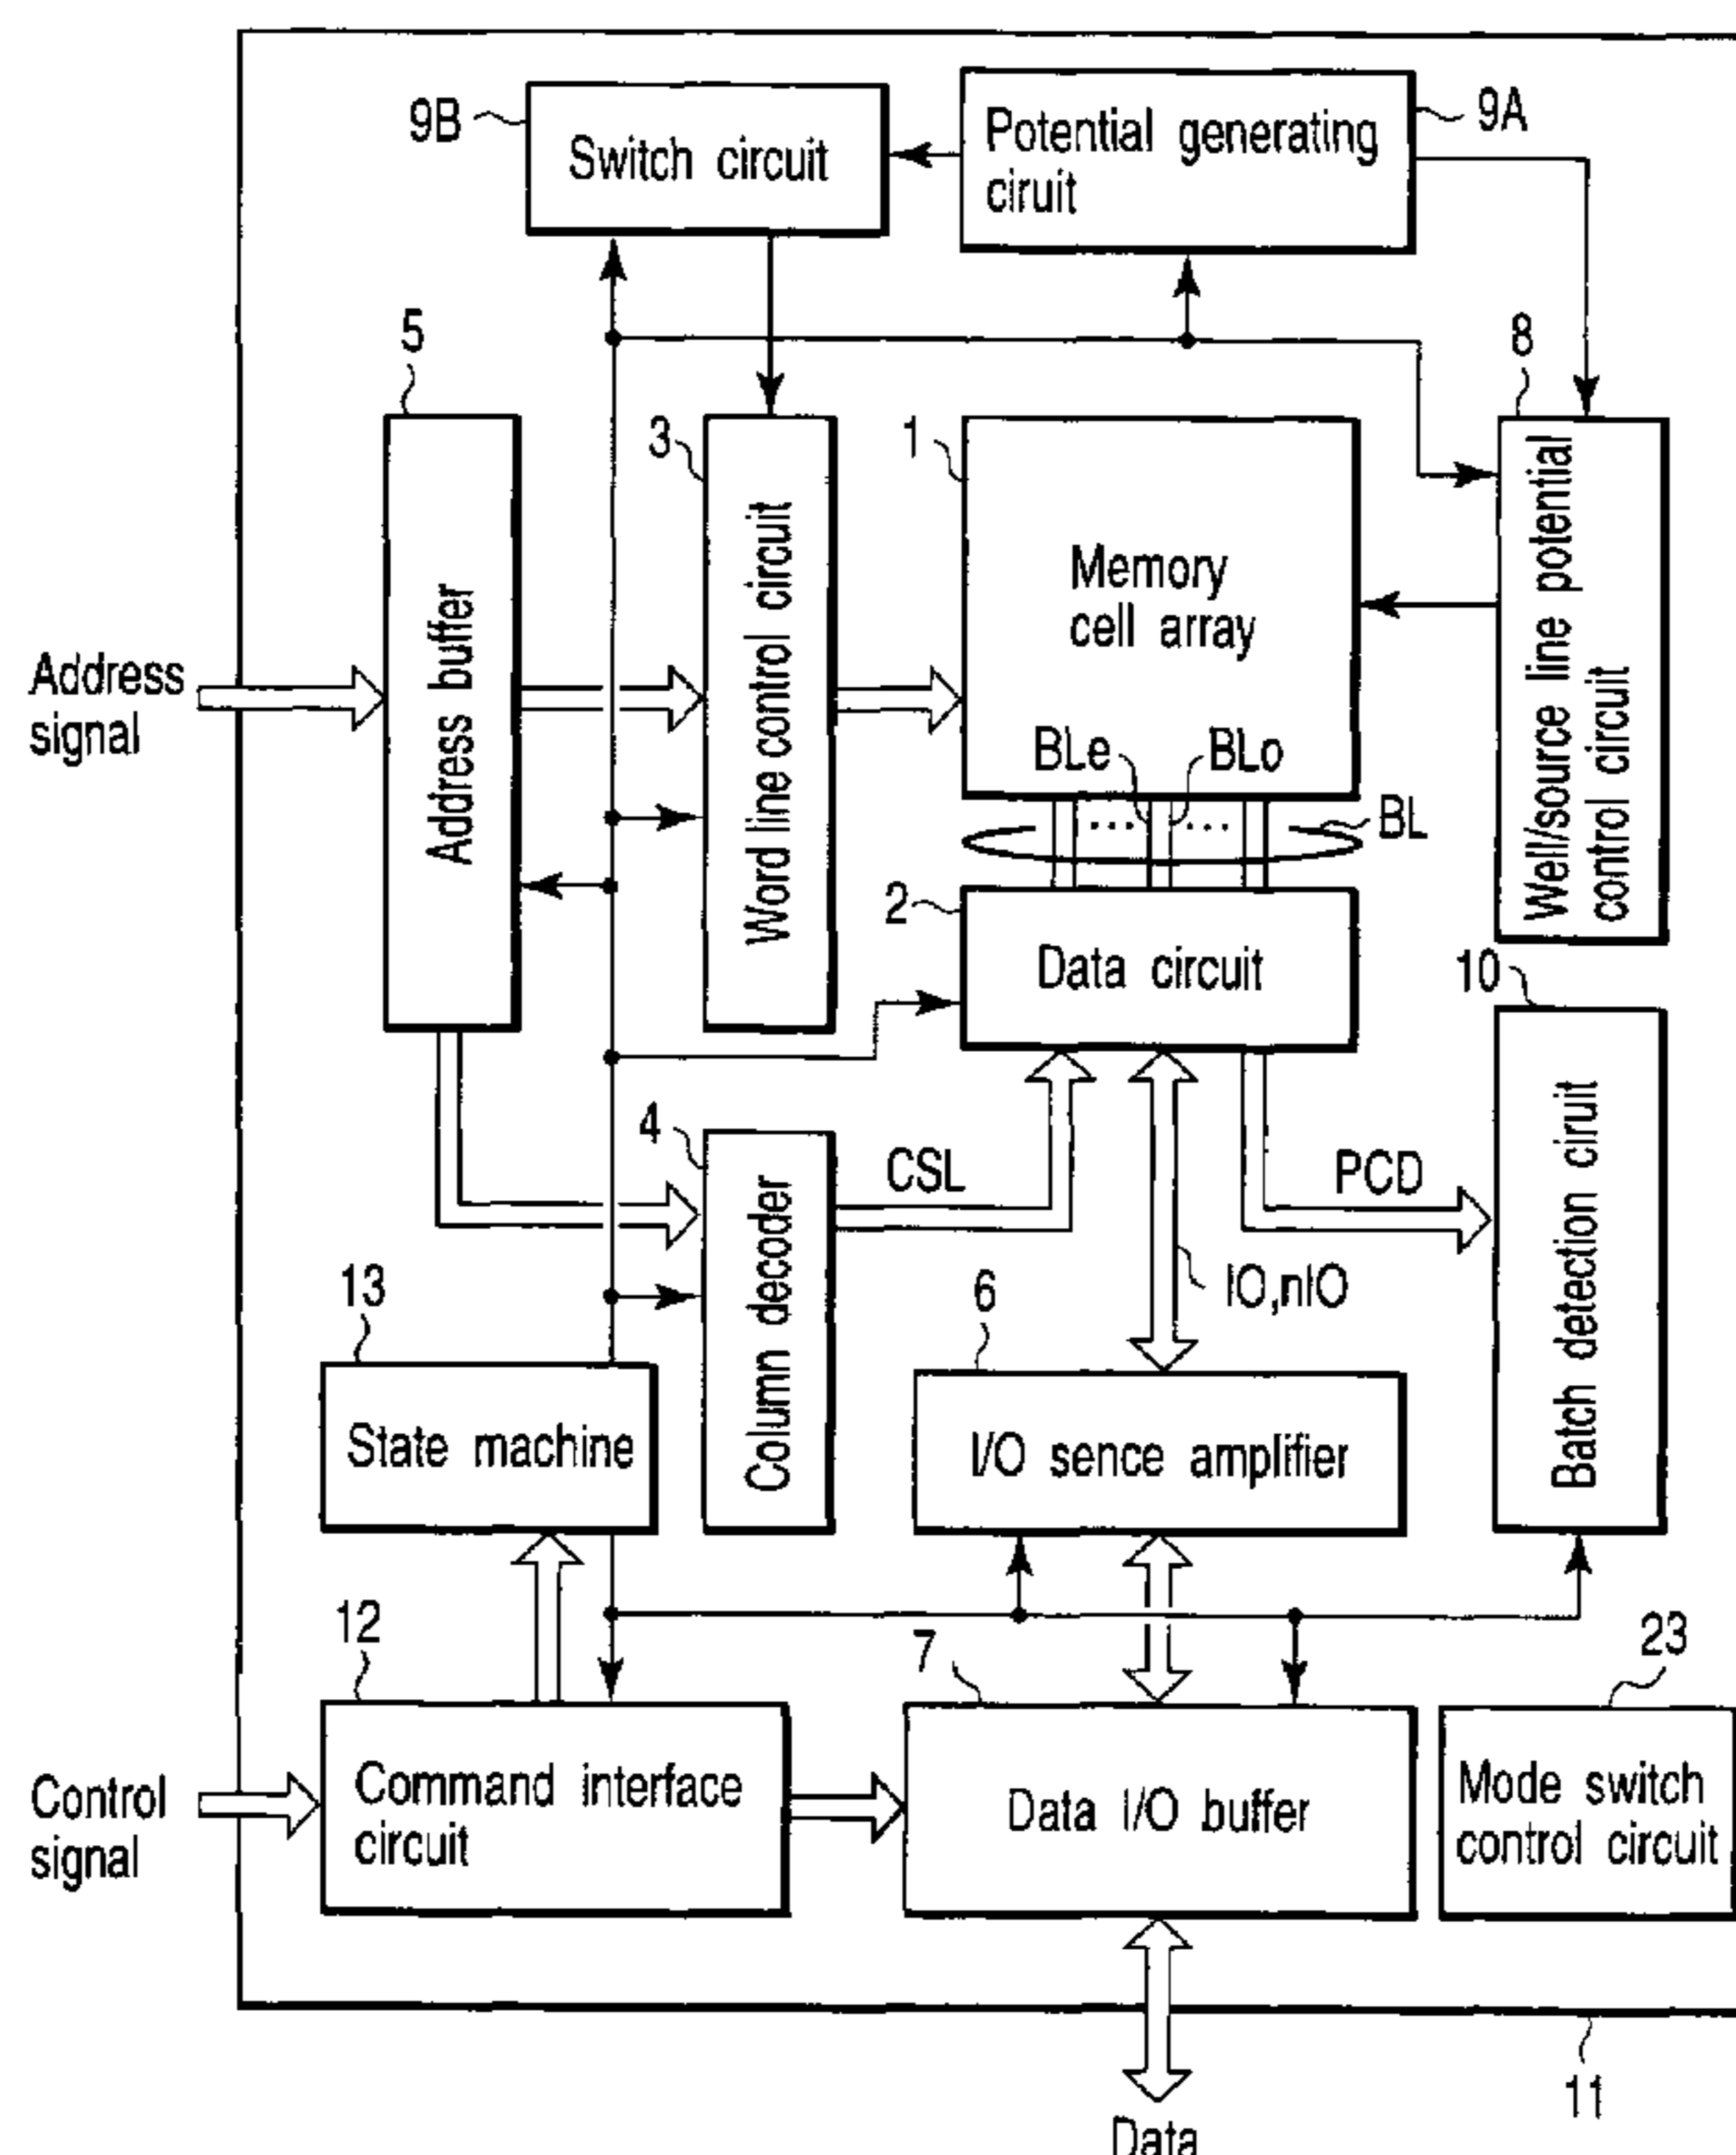 9B
Switch circuit
Potential generating
ciruit
9A
5
3
1
8
Address buffer
Word line control circuit
Memory
cell array
Well/source line potential
control circuit
Address
signal
BLe
BLo
BL
2
Data circuit
10
4
Column decoder
CSL
PCD
Batch detection ciruit
IO,nIO
13
State machine
6
I/O sence amplifier
12
7
23
Control
signal
Command interface
circuit
Data I/O buffer
Mode switch
control circuit
11
Data